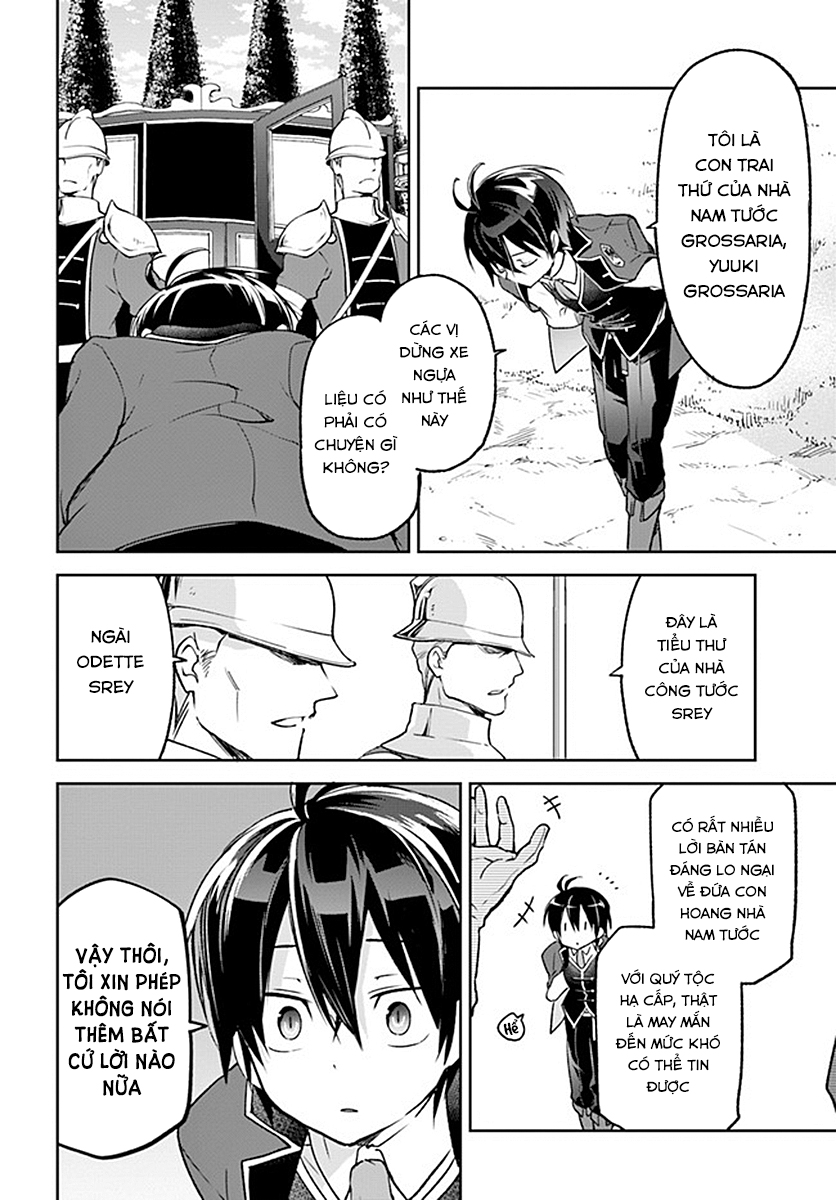 TÔI LÀ
CON TRAI
THỨ CỦA NHÀ
NAM TƯỚC
GROSSARIA,
YUUKI
GROSSARIA
CÁC VỊ
DỪNG XE
NGỰA
NHƯ THẾ
NÀY
LIỆU CÓ
PHẢI CÓ
CHUYỆN GÌ
KHÔNG?
ĐÂY LÀ
TIỂU THƯ
CỦA NHÀ
CÔNG TƯỚC
SREY
NGÀI
ODETTE
SREY
CÓ RẤT NHIỀU
LỜI BÀN TÁN
ĐÁNG LO NGẠI
VỀ ĐỨA CON
HOANG NHÀ
NAM TƯỚC
VỚI QUÝ TỘC
HẠ CẤP, THẬT
LÀ MAY MẮN
ĐẾN MỨC KHÓ
CÓ THỂ TIN
ĐƯỢC
Hể
VẬY THÔI,
TÔI XIN PHÉP
KHÔNG NÓI
THÊM BẤT
CỨ LỜI NÀO
NỮA